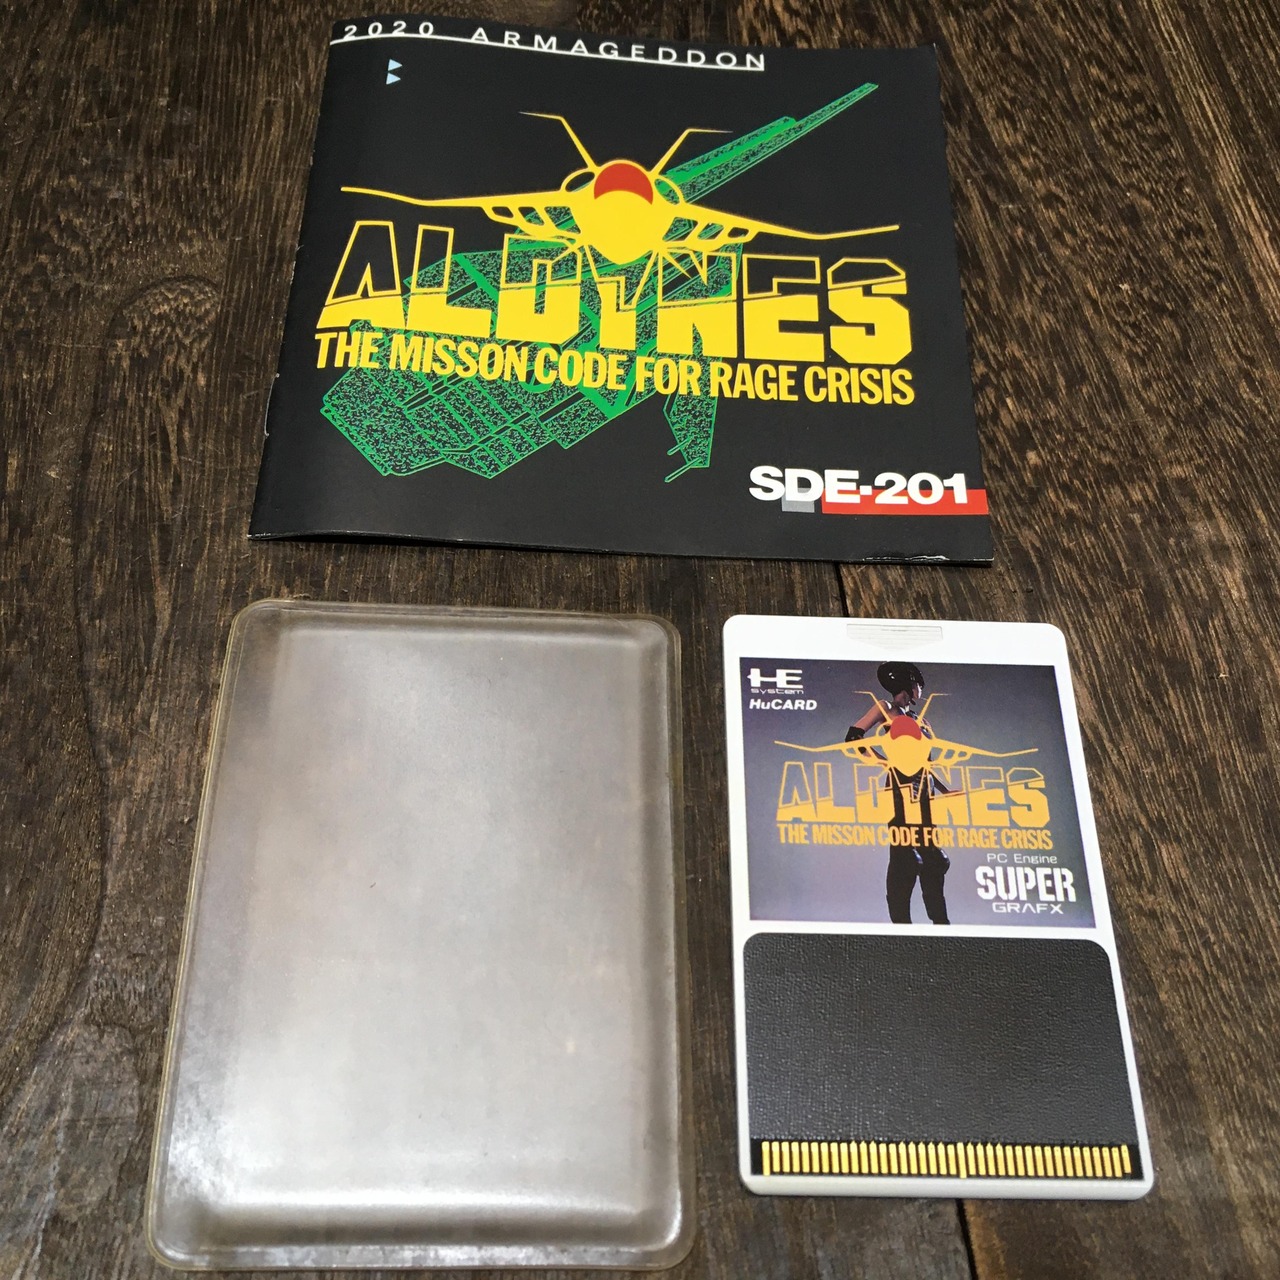 2020 ARMAGEDDON
ALDYNES
THE MISSON CODE FOR RAGE CRISIS
SDE-201
HE
system
HuCARD
ALDYNES
THE MISSON CODE FOR RAGE CRISIS
PC Engine
SUPER
GRAFX